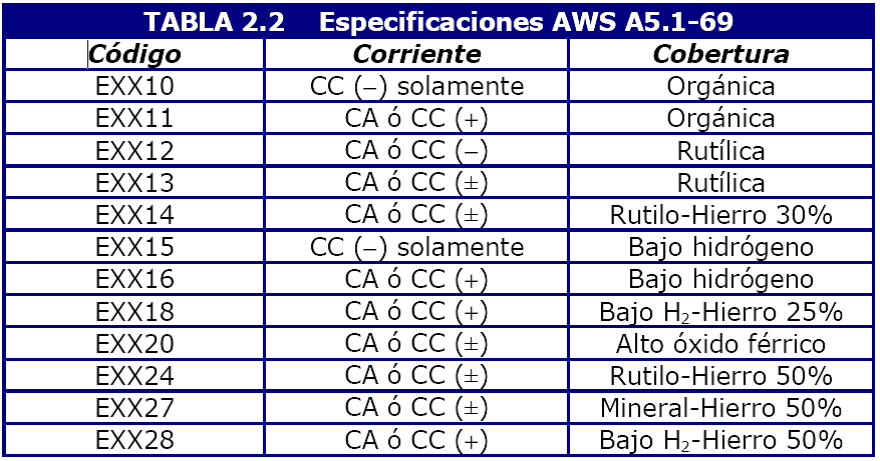 TABLA 2.2 Especificaciones AWS A5.1-69
Código Corriente Cobertura
EXX10 CC (−) solamente Orgánica
EXX11 CA ó CC (+) Orgánica
EXX12 CA ó CC (−) Rutílica
EXX13 CA ó CC (±) Rutílica
EXX14 CA ó CC (±) Rutilo-Hierro 30%
EXX15 CC (−) solamente Bajo hidrógeno
EXX16 CA ó CC (+) Bajo hidrógeno
EXX18 CA ó CC (+) Bajo H₂-Hierro 25%
EXX20 CA ó CC (±) Alto óxido férrico
EXX24 CA ó CC (±) Rutilo-Hierro 50%
EXX27 CA ó CC (±) Mineral-Hierro 50%
EXX28 CA ó CC (+) Bajo H₂-Hierro 50%